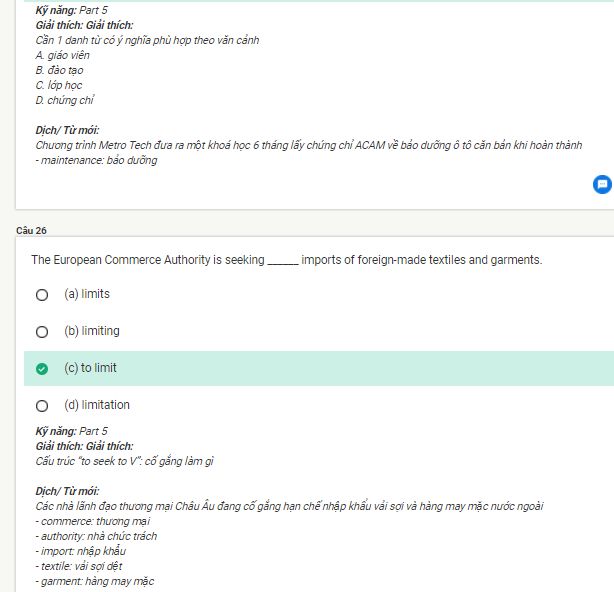 Kỹ năng: Part 5
Giải thích: Giải thích:
Cần 1 danh từ có ý nghĩa phù hợp theo văn cảnh
A. giáo viên
B. đào tạo
C. lớp học
D. chứng chỉ
Dịch/ Từ mới:
Chương trình Metro Tech đưa ra một khoá học 6 tháng lấy chứng chỉ ACAM về bảo dưỡng ô tô căn bản khi hoàn thành
- maintenance: bảo dưỡng
Câu 26
The European Commerce Authority is seeking ______ imports of foreign-made textiles and garments.
(a) limits
(b) limiting
(c) to limit
(d) limitation
Kỹ năng: Part 5
Giải thích: Giải thích:
Cấu trúc “to seek to V”: cố gắng làm gì
Dịch/ Từ mới:
Các nhà lãnh đạo thương mại Châu Âu đang cố gắng hạn chế nhập khẩu vải sợi và hàng may mặc nước ngoài
- commerce: thương mại
- authority: nhà chức trách
- import: nhập khẩu
- textile: vải sợi dệt
- garment: hàng may mặc